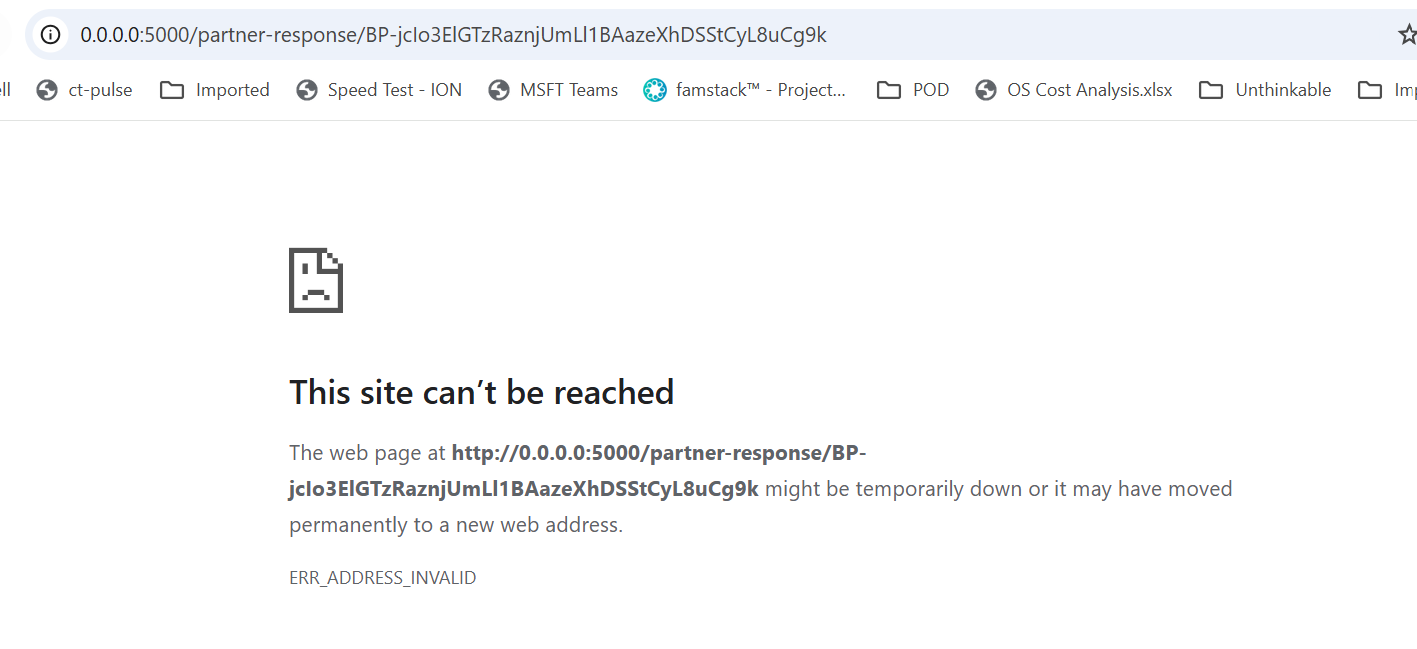 0.0.0.0:5000/partner-response/BP-jcIo3ElGTzRaznjUmLl1BAazeXhDSStCyL8uCg9k
ell ct-pulse Imported Speed Test - ION MSFT Teams famstack™ - Project... POD OS Cost Analysis.xlsx Unthinkable Imp
This site can’t be reached
The web page at http://0.0.0.0:5000/partner-response/BP-
jcIo3ElGTzRaznjUmLl1BAazeXhDSStCyL8uCg9k might be temporarily down or it may have moved
permanently to a new web address.
ERR_ADDRESS_INVALID